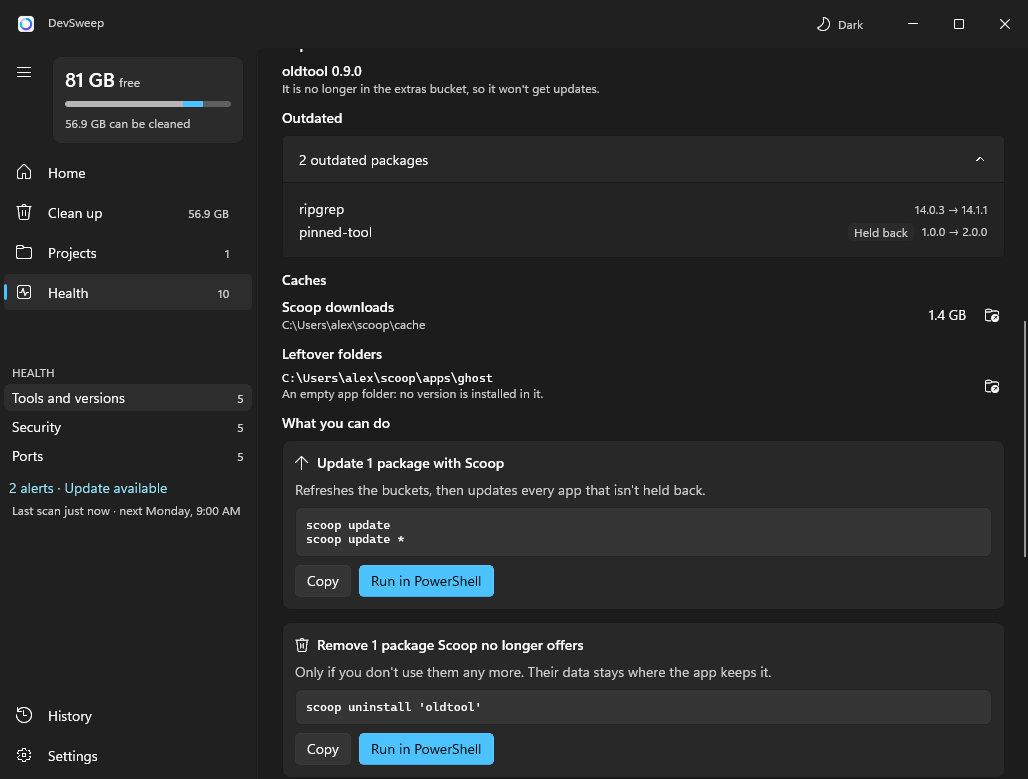 DevSweep
Dark
81 GB free
56.9 GB can be cleaned
Home
Clean up 56.9 GB
Projects 1
Health 10
HEALTH
Tools and versions 5
Security 5
Ports 5
2 alerts · Update available
Last scan just now · next Monday, 9:00 AM
History
Settings
oldtool 0.9.0
It is no longer in the extras bucket, so it won't get updates.
Outdated
2 outdated packages
ripgrep 14.0.3 → 14.1.1
pinned-tool Held back 1.0.0 → 2.0.0
Caches
Scoop downloads 1.4 GB
C:\Users\alex\scoop\cache
Leftover folders
C:\Users\alex\scoop\apps\ghost
An empty app folder: no version is installed in it.
What you can do
Update 1 package with Scoop
Refreshes the buckets, then updates every app that isn't held back.
scoop update
scoop update *
Copy Run in PowerShell
Remove 1 package Scoop no longer offers
Only if you don't use them any more. Their data stays where the app keeps it.
scoop uninstall 'oldtool'
Copy Run in PowerShell